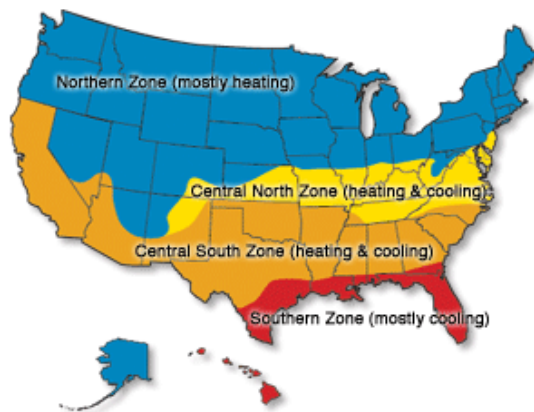 Northern Zone (mostly heating)
Central North Zone (heating & cooling)
Central South Zone (heating & cooling)
Southern Zone (mostly cooling)